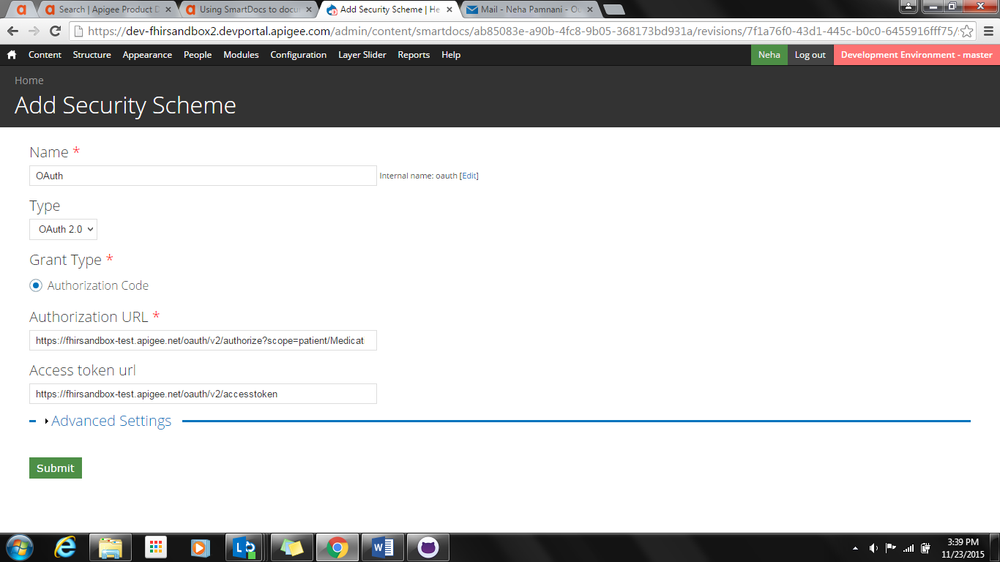 Search | Apigee Product D
Using SmartDocs to docu
Add Security Scheme | He
Mail - Neha Pamnani - Ou
https://dev-fhirsandbox2.devportal.apigee.com/admin/content/smartdocs/ab85083e-a90b-4fc8-9b05-368173bd931a/revisions/7f1a76f0-43d1-445c-b0c0-6455916fff75/
Content Structure Appearance People Modules Configuration Layer Slider Reports Help Neha Log out Development Environment - master
Home
Add Security Scheme
Name *
OAuth Internal name: oauth [Edit]
Type
OAuth 2.0
Grant Type *
Authorization Code
Authorization URL *
https://fhirsandbox-test.apigee.net/oauth/v2/authorize?scope=patient/Medicat
Access token url
https://fhirsandbox-test.apigee.net/oauth/v2/accesstoken
Advanced Settings
Submit
3:39 PM
11/23/2015